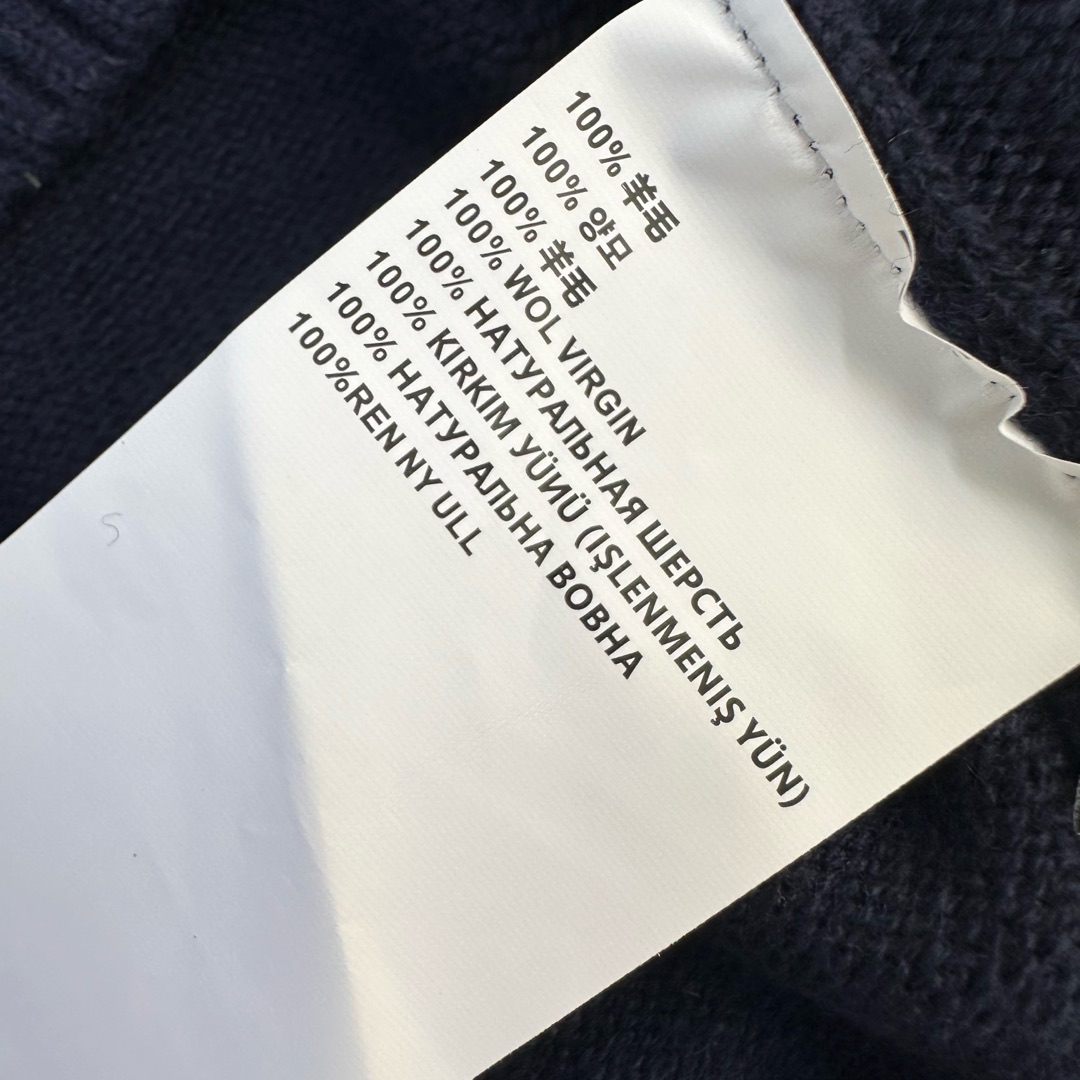 100% 羊毛
100% 양모
100% 羊毛
100% WOL VIRGIN
100% НАТУРАЛЬНАЯ ШЕРСТЬ
100% KIRKIM YÜИÜ (IŞLENMENIŞ YÜN)
100% НАТУРАЛЬНА ВОВНА
100%REN NY ULL